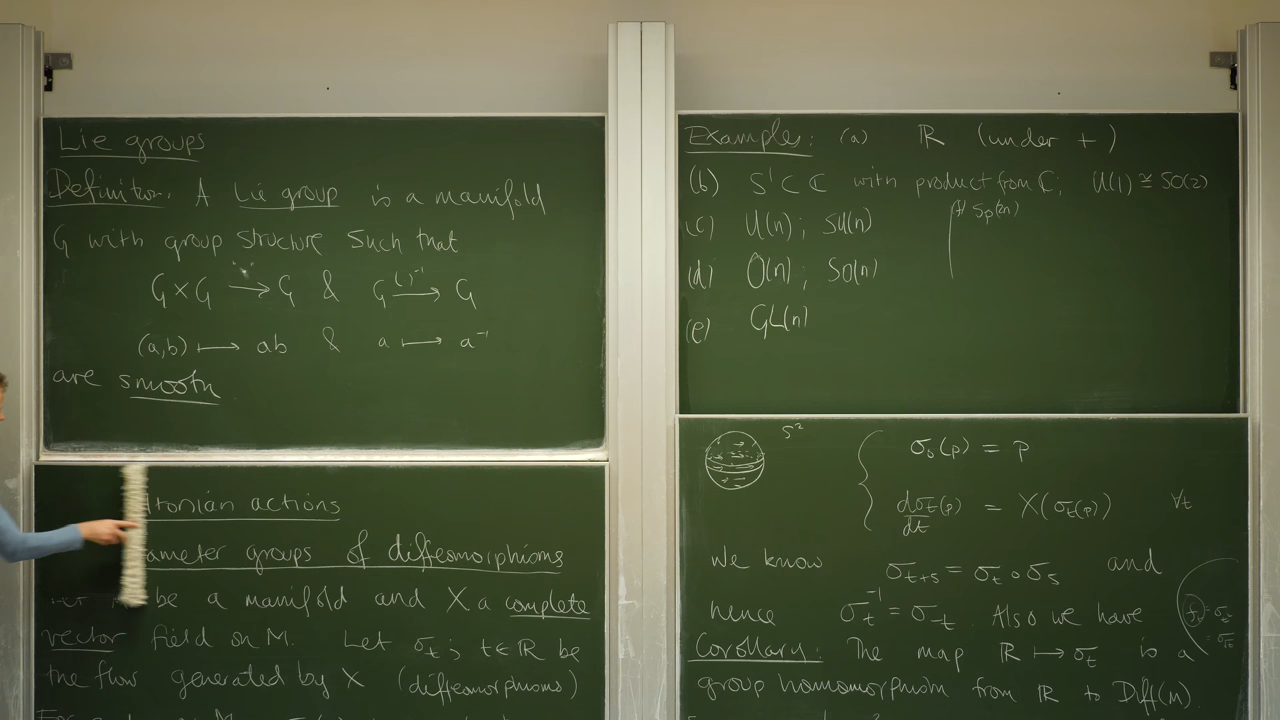 Lie groups
Definition. A Lie group is a manifold
G with group structure such that
G × G ⟶ G & G ⟶ G
"·" ( )⁻¹
(a,b) ⟼ ab & a ⟼ a⁻¹
are smooth
tonian actions
ameter groups of diffeomorphisms
be a manifold and X a complete
vector field on M. Let σₜ ; t∈ℝ be
the flow generated by X (diffeomorphisms)
Examples: (a) ℝ (under +)
(b) S¹ ⊂ ℂ with product from ℂ; U(1) ≅ SO(2)
(c) U(n); SU(n)
(f) Sp(2n)
(d) O(n); SO(n)
(e) GL(n)
S²
σ₀(p) = p
dσₜ(p)/dt = X(σₜ(p)) ∀t
We know σₜ₊ₛ = σₜ ∘ σₛ and
hence σₜ⁻¹ = σ₋ₜ. Also we have
Corollary: The map ℝ ⟼ σₜ is a
group homomorphism from ℝ to Diff(M).